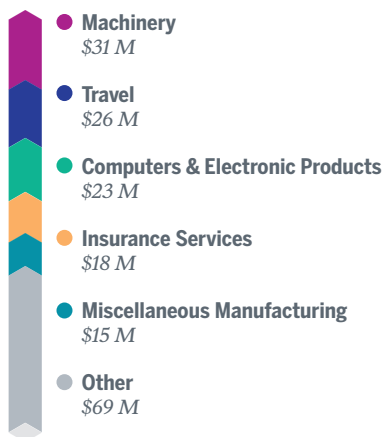 Machinery
$31 M
Travel
$26 M
Computers & Electronic Products
$23 M
Insurance Services
$18 M
Miscellaneous Manufacturing
$15 M
Other
$69 M